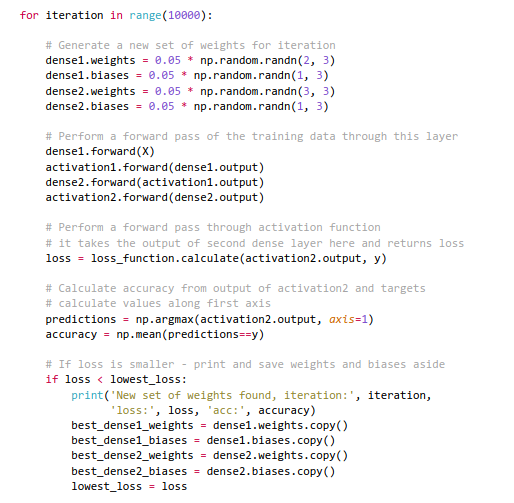 for iteration in range(10000):
# Generate a new set of weights for iteration
dense1.weights = 0.05 * np.random.randn(2, 3)
dense1.biases = 0.05 * np.random.randn(1, 3)
dense2.weights = 0.05 * np.random.randn(3, 3)
dense2.biases = 0.05 * np.random.randn(1, 3)
# Perform a forward pass of the training data through this layer
dense1.forward(X)
activation1.forward(dense1.output)
dense2.forward(activation1.output)
activation2.forward(dense2.output)
# Perform a forward pass through activation function
# it takes the output of second dense layer here and returns loss
loss = loss_function.calculate(activation2.output, y)
# Calculate accuracy from output of activation2 and targets
# calculate values along first axis
predictions = np.argmax(activation2.output, axis=1)
accuracy = np.mean(predictions==y)
# If loss is smaller - print and save weights and biases aside
if loss < lowest_loss:
print('New set of weights found, iteration:', iteration,
'loss:', loss, 'acc:', accuracy)
best_dense1_weights = dense1.weights.copy()
best_dense1_biases = dense1.biases.copy()
best_dense2_weights = dense2.weights.copy()
best_dense2_biases = dense2.biases.copy()
lowest_loss = loss